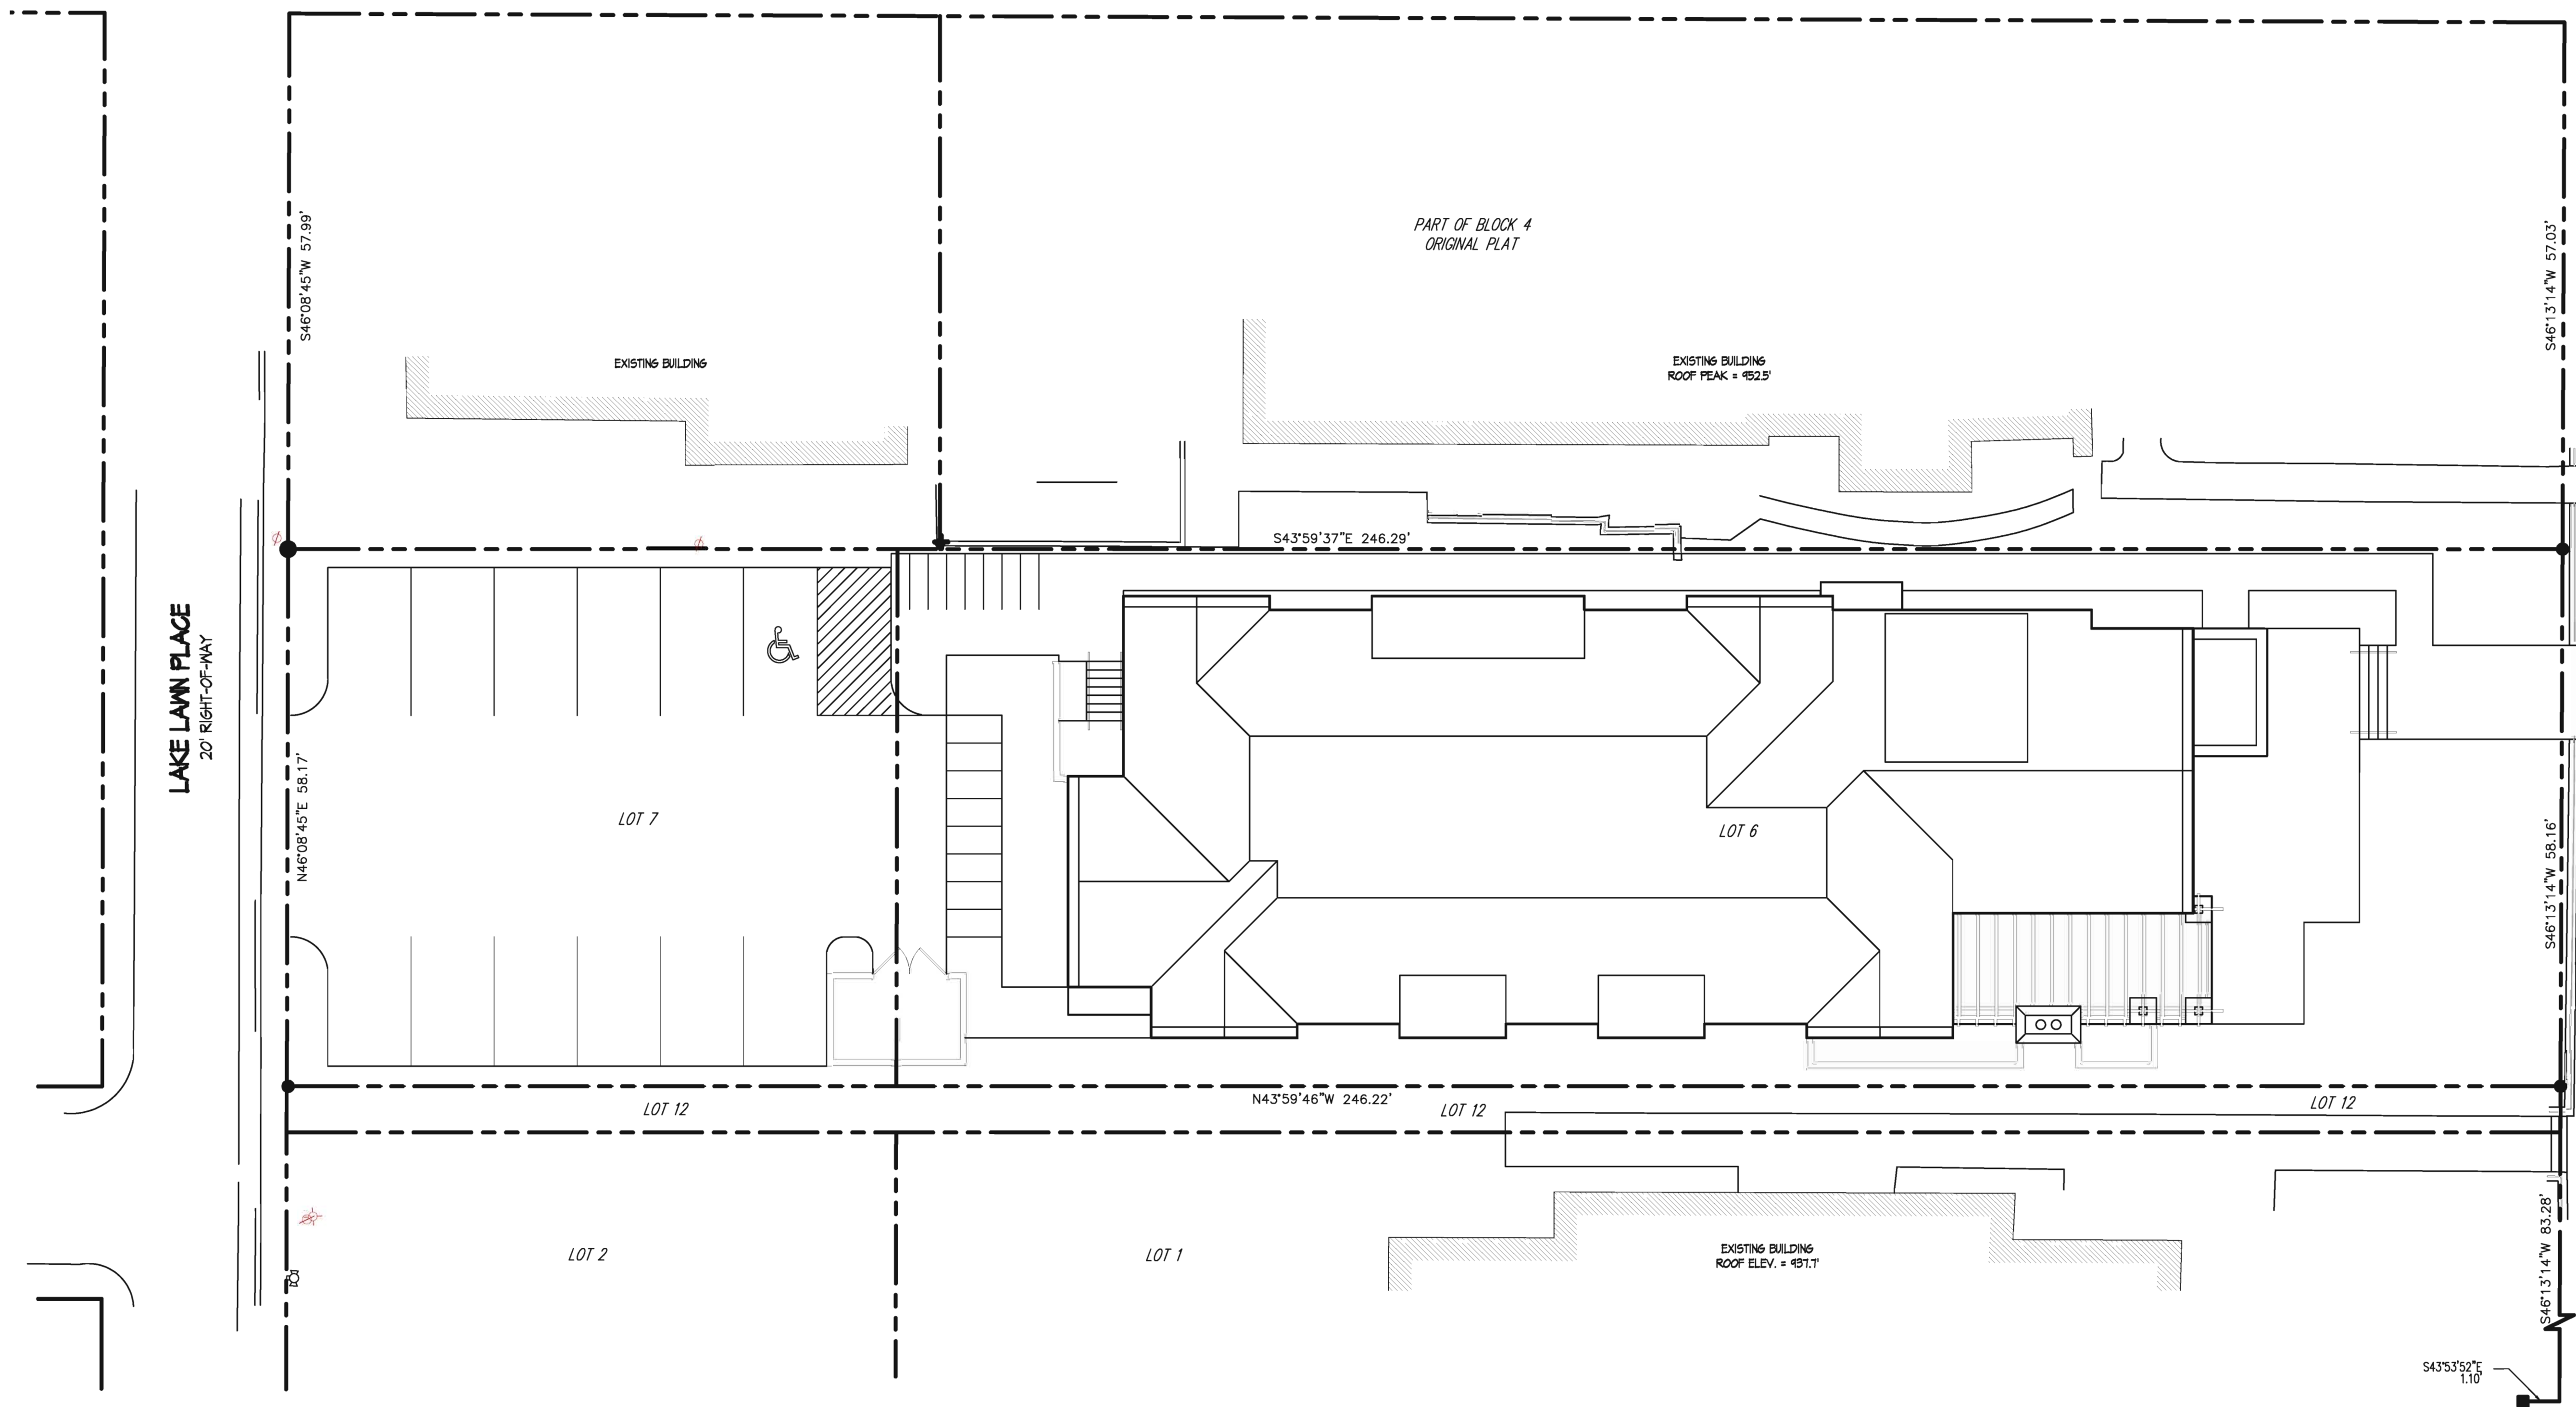 S46°08'45"W 57.99'
PART OF BLOCK 4
ORIGINAL PLAT
S46°13'14"W 57.03'
EXISTING BUILDING
EXISTING BUILDING
ROOF PEAK = 952.5'
S43°59'37"E 246.29'
LAKE LAWN PLACE
20' RIGHT-OF-WAY
N46°08'45"E 58.17'
LOT 7
LOT 6
S46°13'14"W 58.16'
LOT 12
N43°59'46"W 246.22'
LOT 12
LOT 12
LOT 2
LOT 1
EXISTING BUILDING
ROOF ELEV. = 937.7'
S46°13'14"W 83.28'
S43°53'52"E
1.10'